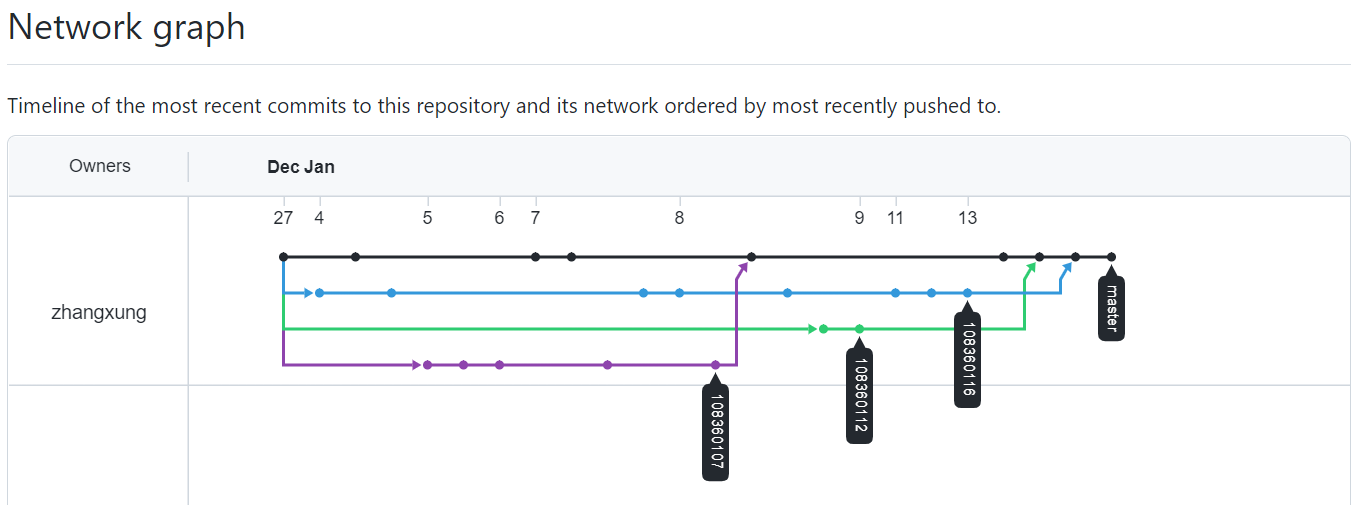 Network graph
Timeline of the most recent commits to this repository and its network ordered by most recently pushed to.
Owners
Dec Jan
27 4 5 6 7 8 9 11 13
zhangxung
master
108360116
108360112
108360107